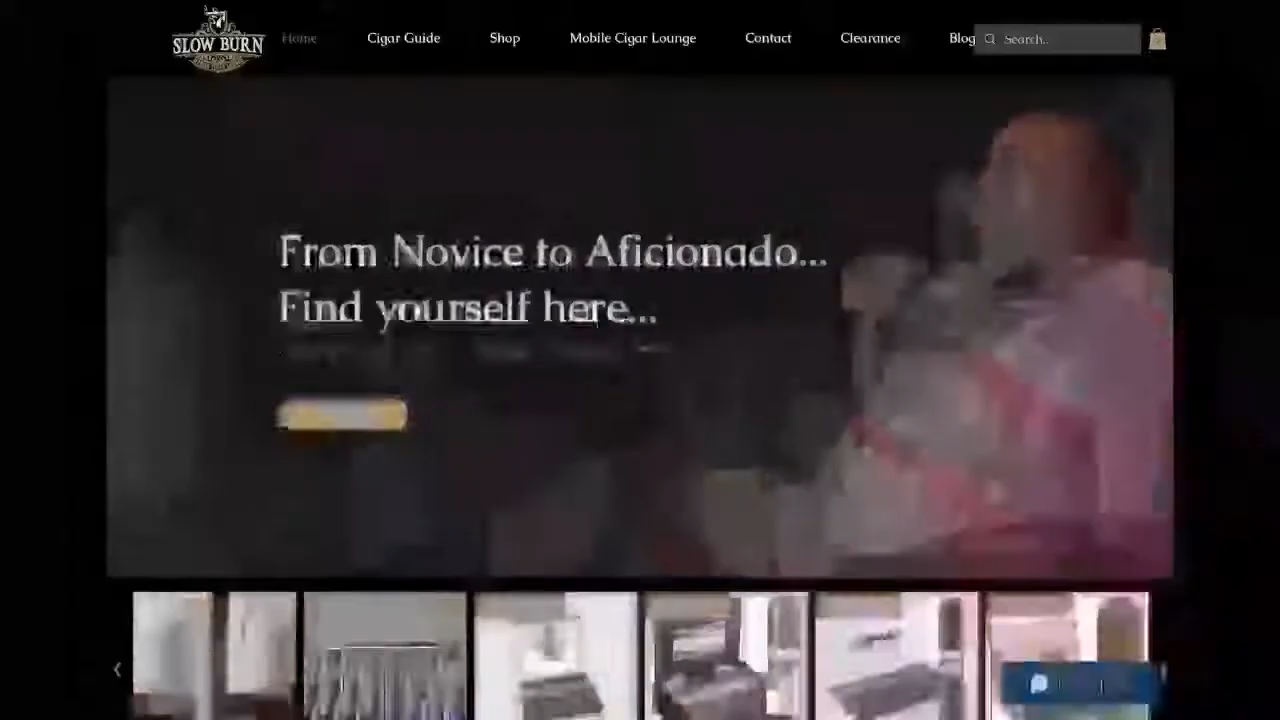 SLOW BURN
Home
Cigar Guide
Shop
Mobile Cigar Lounge
Contact
Clearance
Blog
Search..
From Novice to Aficionado...
Find yourself here...